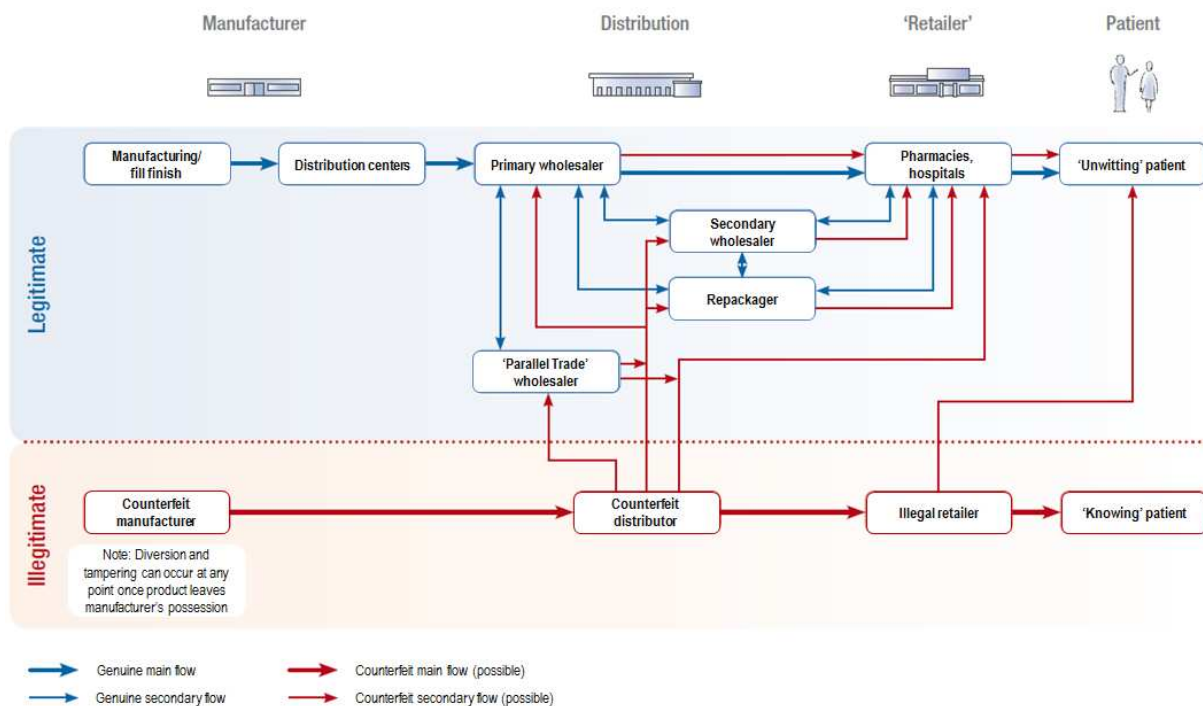 Manufacturer
Distribution
‘Retailer’
Patient
Legitimate
Manufacturing/
fill finish
Distribution centers
Primary wholesaler
Pharmacies,
hospitals
‘Unwitting’ patient
Secondary
wholesaler
Repackager
‘Parallel Trade’
wholesaler
Illegitimate
Counterfeit
manufacturer
Counterfeit
distributor
Illegal retailer
‘Knowing’ patient
Note: Diversion and
tampering can occur at any
point once product leaves
manufacturer’s possession
Genuine main flow
Counterfeit main flow (possible)
Genuine secondary flow
Counterfeit secondary flow (possible)